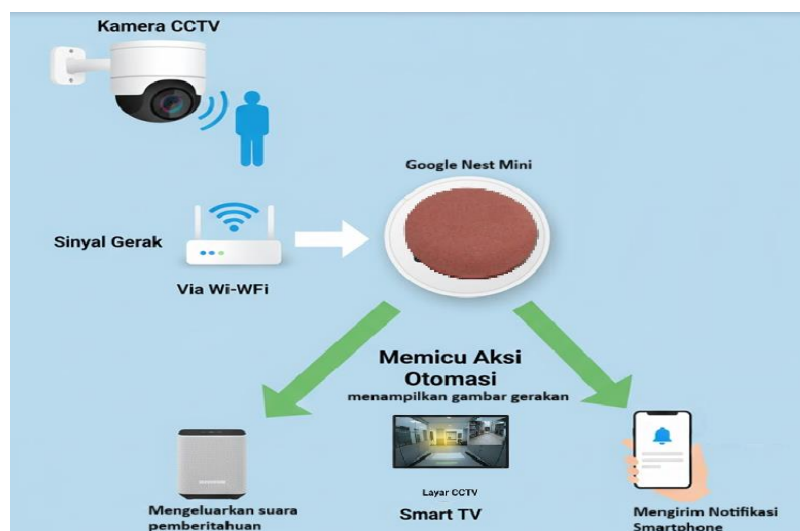 Kamera CCTV
Google Nest Mini
Sinyal Gerak
Via Wi-WFi
Memicu Aksi
Otomasi
menampilkan gambar gerakan
Mengeluarkan suara
pemberitahuan
Layar CCTV
Smart TV
Mengirim Notifikasi
Smartphone